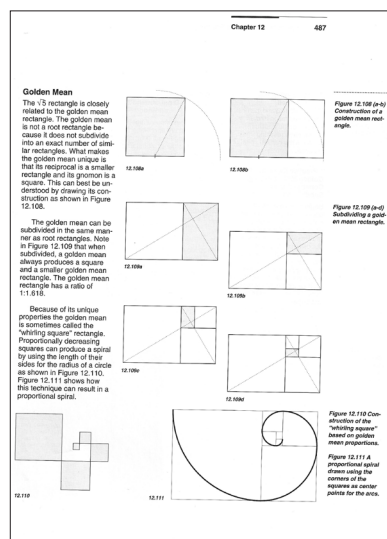 Chapter 12 487
Golden Mean
The √5 rectangle is closely
related to the golden mean
rectangle. The golden mean
is not a root rectangle be-
cause it does not subdivide
into an exact number of simi-
lar rectangles. What makes
the golden mean unique is
that its reciprocal is a smaller
rectangle and its gnomon is a
square. This can best be un-
derstood by drawing its con-
struction as shown in Figure
12.108.
The golden mean can be
subdivided in the same man-
ner as root rectangles. Note
in Figure 12.109 that when
subdivided, a golden mean
always produces a square
and a smaller golden mean
rectangle. The golden mean
rectangle has a ratio of
1:1.618.
Because of its unique
properties the golden mean
is sometimes called the
"whirling square" rectangle.
Proportionally decreasing
squares can produce a spiral
by using the length of their
sides for the radius of a circle
as shown in Figure 12.110.
Figure 12.111 shows how
this technique can result in a
proportional spiral.
12.108a
12.108b
Figure 12.108 (a-b)
Construction of a
golden mean rect-
angle.
12.109a
12.109b
Figure 12.109 (a-d)
Subdividing a gold-
en mean rectangle.
12.109c
12.109d
12.110
12.111
Figure 12.110 Con-
struction of the
"whirling square"
based on golden
mean proportions.
Figure 12.111 A
proportional spiral
drawn using the
corners of the
squares as center
points for the arcs.